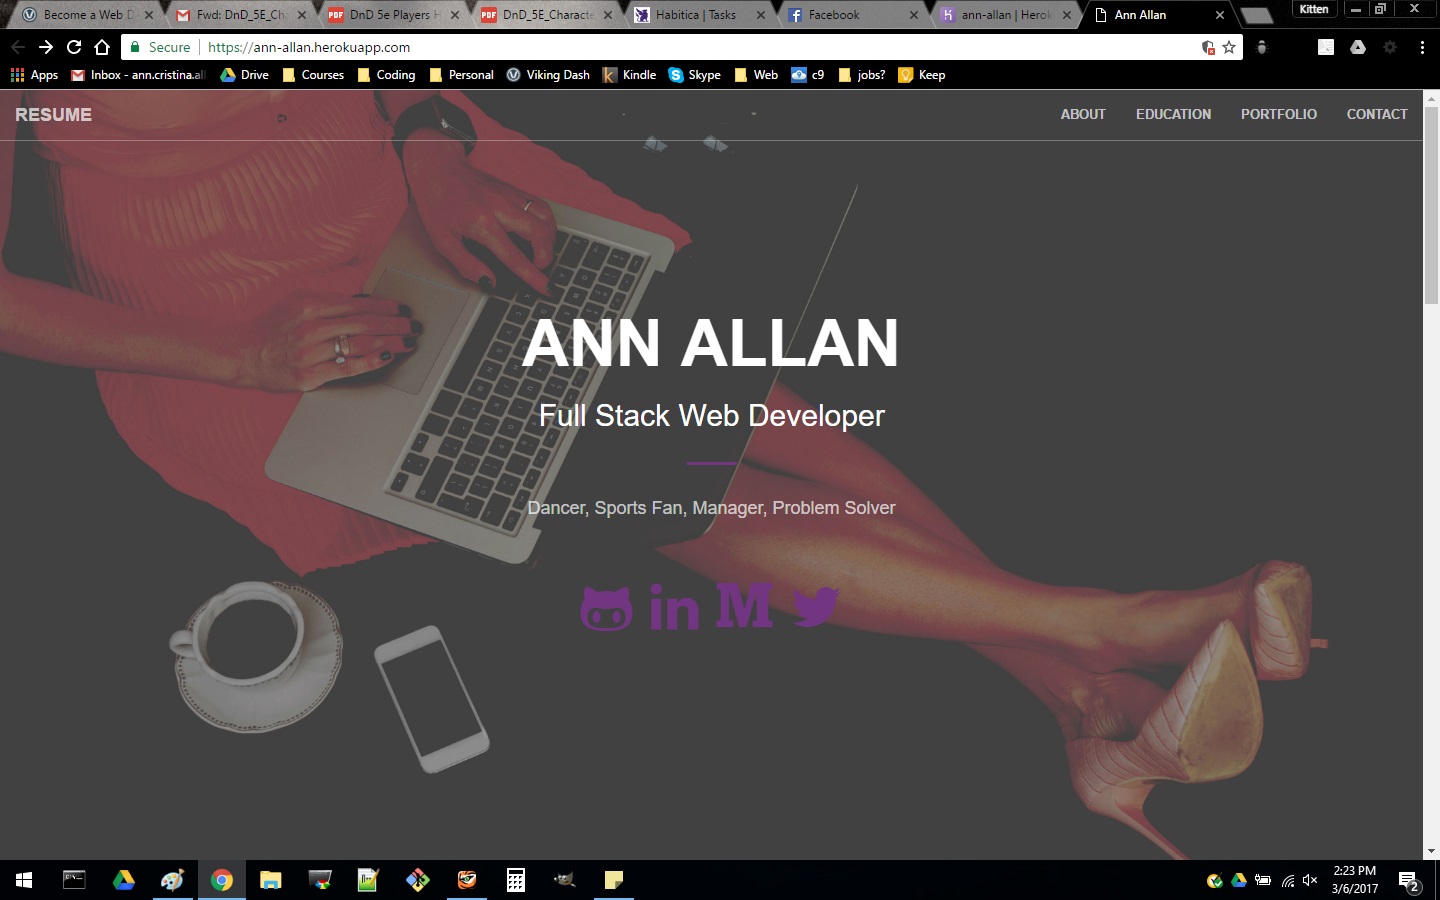 Become a Web D
Fwd: DnD_5E_Ch
DnD 5e Players H
DnD_5E_Characte
Habitica | Tasks
Facebook
ann-allan | Herok
Ann Allan
Kitten
Secure
https://ann-allan.herokuapp.com
Apps
Inbox - ann.cristina.al
Drive
Courses
Coding
Personal
Viking Dash
Kindle
Skype
Web
c9
jobs?
Keep
RESUME
ABOUT
EDUCATION
PORTFOLIO
CONTACT
ANN ALLAN
Full Stack Web Developer
Dancer, Sports Fan, Manager, Problem Solver
2:23 PM
3/6/2017
2